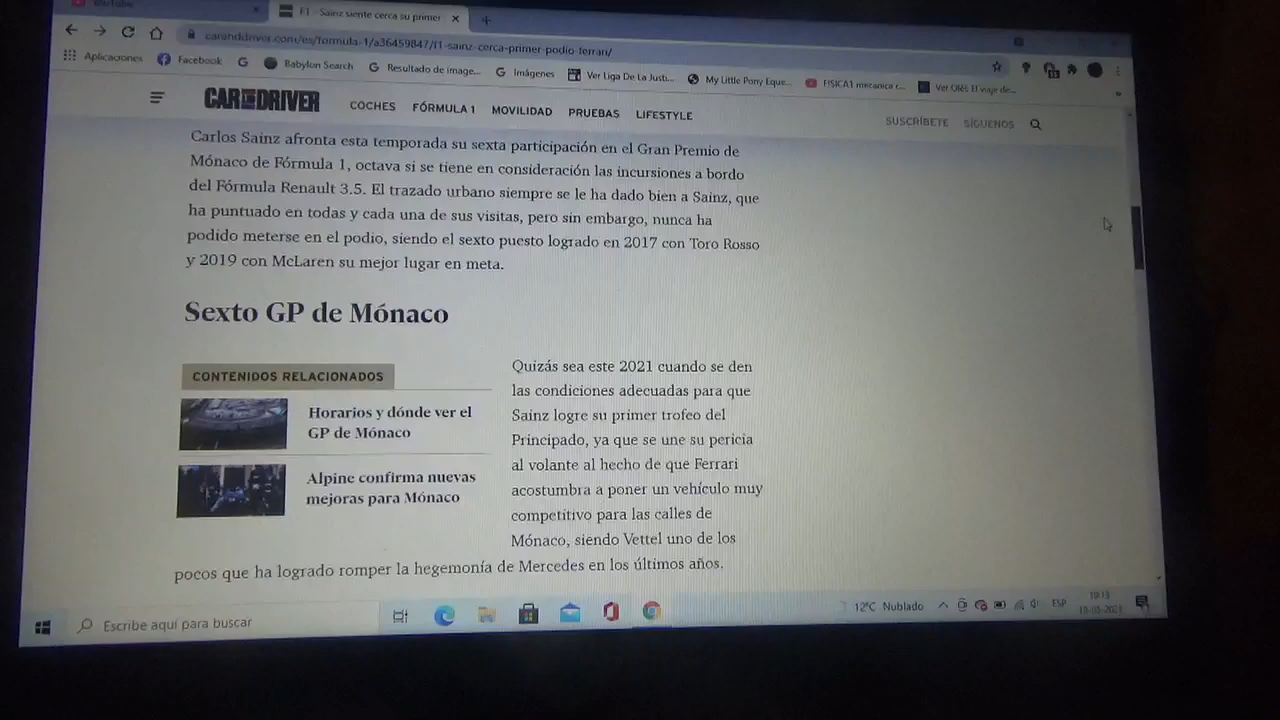 YouTube
F1 - Sainz siente cerca su primer
caranddriver.com/es/formula-1/a36459847/f1-sainz-cerca-primer-podio-ferrari/
Aplicaciones
Facebook
Babylon Search
Resultado de image...
Imágenes
Ver Liga De La Justi...
My Little Pony Eque...
FISICA1 mecanica r...
Ver Olé: El viaje de...
CAR AND DRIVER
COCHES
FÓRMULA 1
MOVILIDAD
PRUEBAS
LIFESTYLE
SUSCRÍBETE
SÍGUENOS
Carlos Sainz afronta esta temporada su sexta participación en el Gran Premio de
Mónaco de Fórmula 1, octava si se tiene en consideración las incursiones a bordo
del Fórmula Renault 3.5. El trazado urbano siempre se le ha dado bien a Sainz, que
ha puntuado en todas y cada una de sus visitas, pero sin embargo, nunca ha
podido meterse en el podio, siendo el sexto puesto logrado en 2017 con Toro Rosso
y 2019 con McLaren su mejor lugar en meta.
Sexto GP de Mónaco
CONTENIDOS RELACIONADOS
Horarios y dónde ver el
GP de Mónaco
Alpine confirma nuevas
mejoras para Mónaco
Quizás sea este 2021 cuando se den
las condiciones adecuadas para que
Sainz logre su primer trofeo del
Principado, ya que se une su pericia
al volante al hecho de que Ferrari
acostumbra a poner un vehículo muy
competitivo para las calles de
Mónaco, siendo Vettel uno de los
pocos que ha logrado romper la hegemonía de Mercedes en los últimos años.
Escribe aquí para buscar
12°C Nublado
ESP